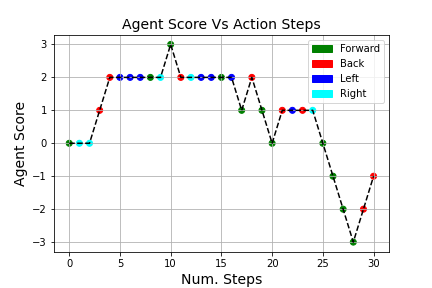 Agent Score Vs Action Steps
Agent Score
3
2
1
0
−1
−2
−3
Forward
Back
Left
Right
0 5 10 15 20 25 30
Num. Steps